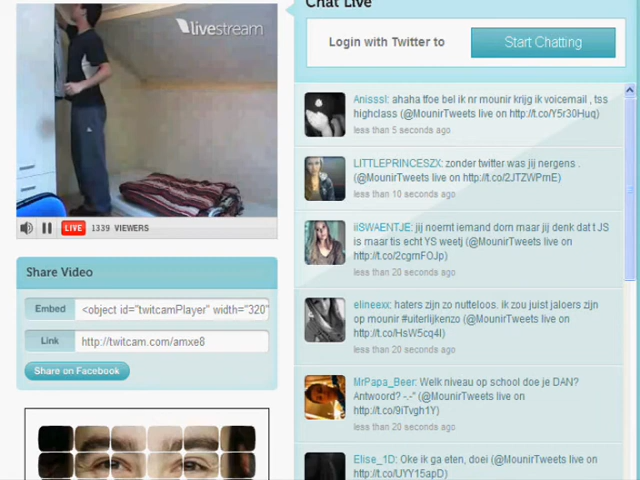 Chat Live
livestream
Login with Twitter to
Start Chatting
Anisssl: ahaha tfoe bel ik nr mounir krijg ik voicemail , tss
highclass (@MounirTweets live on http://t.co/Y5r30Huq)
less than 5 seconds ago
LITTLEPRINCESZX: zonder twitter was jij nergens .
(@MounirTweets live on http://t.co/2JTZWPmE)
less than 10 seconds ago
iiSWAENTJE: jij noemt iemand dom maar jij denk dat t JS
is maar tis echt YS weetj (@MounirTweets live on
http://t.co/2cgrnFOJp)
less than 20 seconds ago
LIVE
1339 VIEWERS
Share Video
Embed
<object id="twitcamPlayer" width="320"
Link
http://twitcam.com/amxe8
Share on Facebook
elineexx: haters zijn zo nutteloos. ik zou juist jaloers zijn
op mounir #uiterlijkenzo (@MounirTweets live on
http://t.co/HsW5cq4I)
less than 20 seconds ago
MrPapa_Beer: Welk niveau op school doe je DAN?
Antwoord? -.-" (@MounirTweets live on
http://t.co/9iTvgh1Y)
less than 20 seconds ago
Elise_1D: Oke ik ga eten, doei (@MounirTweets live on
http://t.co/UYY15apD)